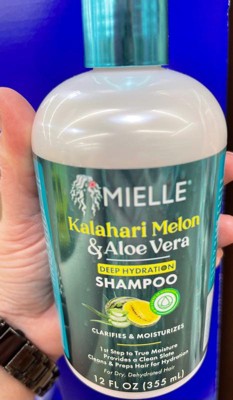 MIELLE®
Kalahari Melon
& Aloe Vera
DEEP HYDRATION
SHAMPOO
CLARIFIES & MOISTURIZES
1st Step to True Moisture
Provides a Clean Slate
Cleans & Preps Hair for Hydration
For Dry, Dehydrated Hair
12 FL OZ (355 mL)